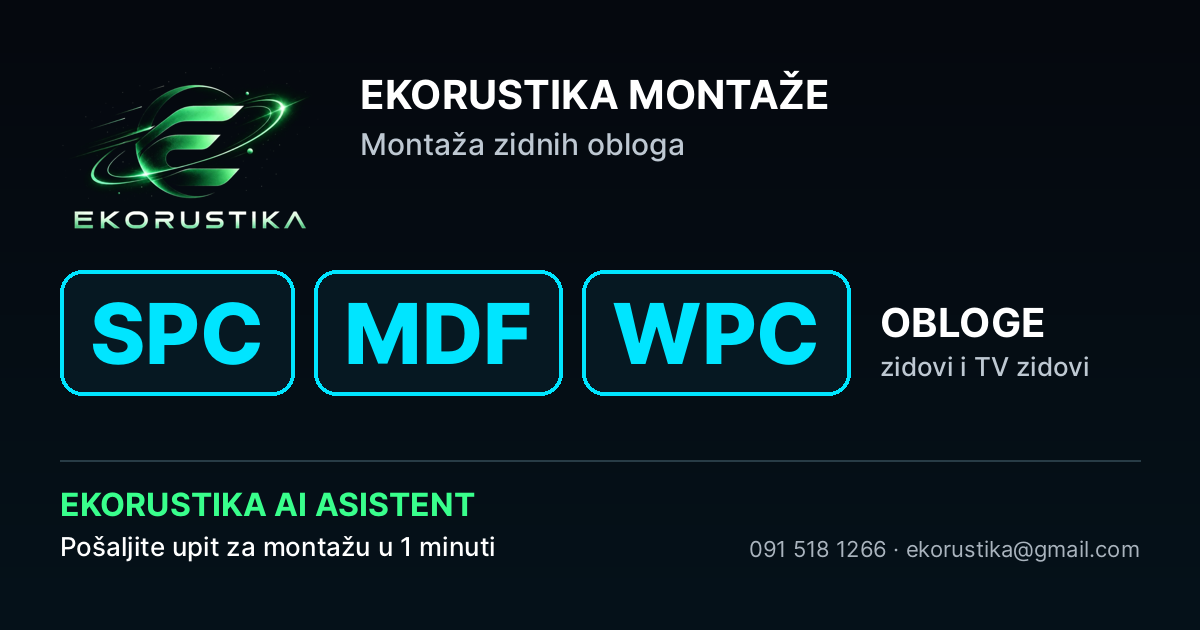 EKORUSTIKA
EKORUSTIKA MONTAŽE
Montaža zidnih obloga
SPC
MDF
WPC
OBLOGE
zidovi i TV zidovi
EKORUSTIKA AI ASISTENT
Pošaljite upit za montažu u 1 minuti
091 518 1266 · ekorustika@gmail.com